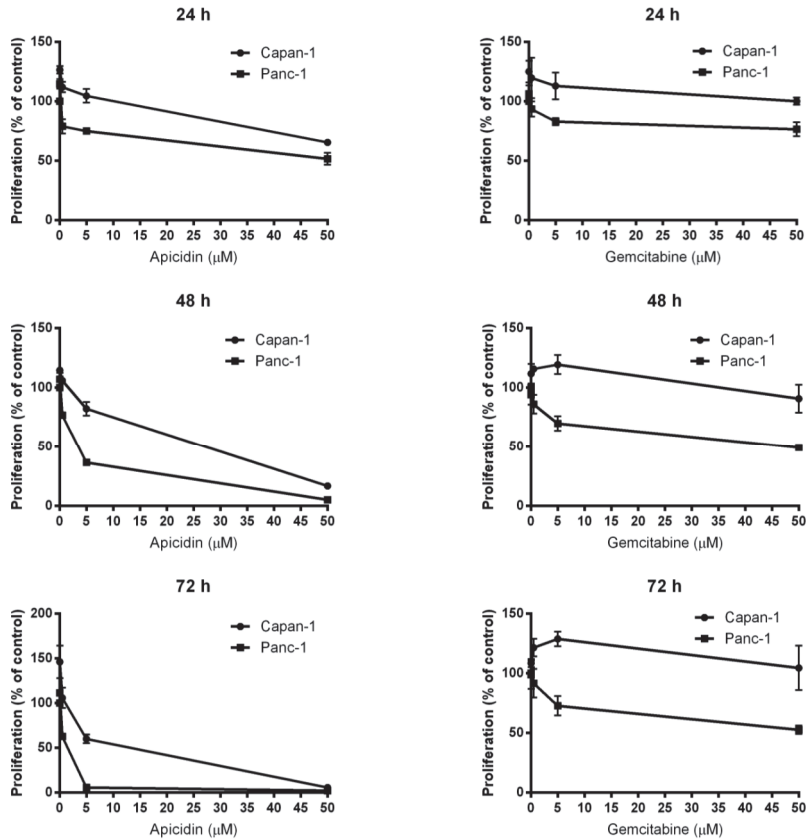 24 h
Proliferation (% of control)
150
100
50
0
Capan-1
Panc-1
0 5 10 15 20 25 30 35 40 45 50
Apicidin (μM)
24 h
Proliferation (% of control)
150
100
50
0
Capan-1
Panc-1
0 5 10 15 20 25 30 35 40 45 50
Gemcitabine (μM)
48 h
Proliferation (% of control)
150
100
50
0
Capan-1
Panc-1
0 5 10 15 20 25 30 35 40 45 50
Apicidin (μM)
48 h
Proliferation (% of control)
150
100
50
0
Capan-1
Panc-1
0 5 10 15 20 25 30 35 40 45 50
Gemcitabine (μM)
72 h
Proliferation (% of control)
200
150
100
50
0
Capan-1
Panc-1
0 5 10 15 20 25 30 35 40 45 50
Apicidin (μM)
72 h
Proliferation (% of control)
150
100
50
0
Capan-1
Panc-1
0 5 10 15 20 25 30 35 40 45 50
Gemcitabine (μM)